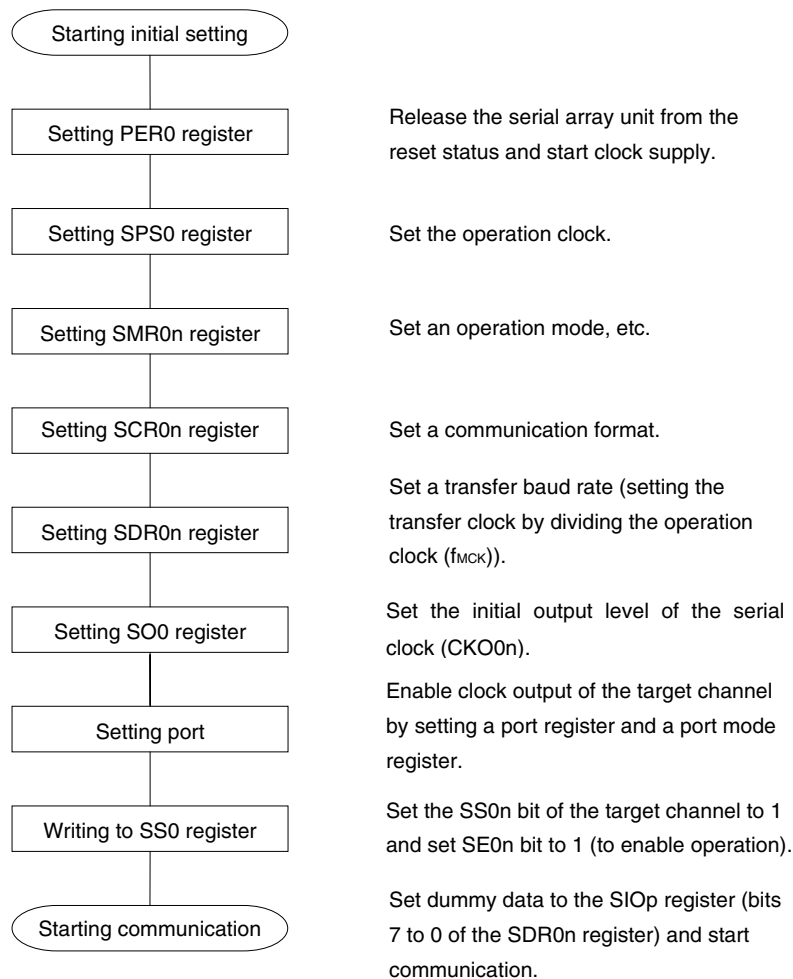 Starting initial setting
Setting PER0 register
Release the serial array unit from the
reset status and start clock supply.
Setting SPS0 register
Set the operation clock.
Setting SMR0n register
Set an operation mode, etc.
Setting SCR0n register
Set a communication format.
Setting SDR0n register
Set a transfer baud rate (setting the
transfer clock by dividing the operation
clock (fMCK)).
Setting SO0 register
Set the initial output level of the serial
clock (CKO0n).
Setting port
Enable clock output of the target channel
by setting a port register and a port mode
register.
Writing to SS0 register
Set the SS0n bit of the target channel to 1
and set SE0n bit to 1 (to enable operation).
Starting communication
Set dummy data to the SIOp register (bits
7 to 0 of the SDR0n register) and start
communication.